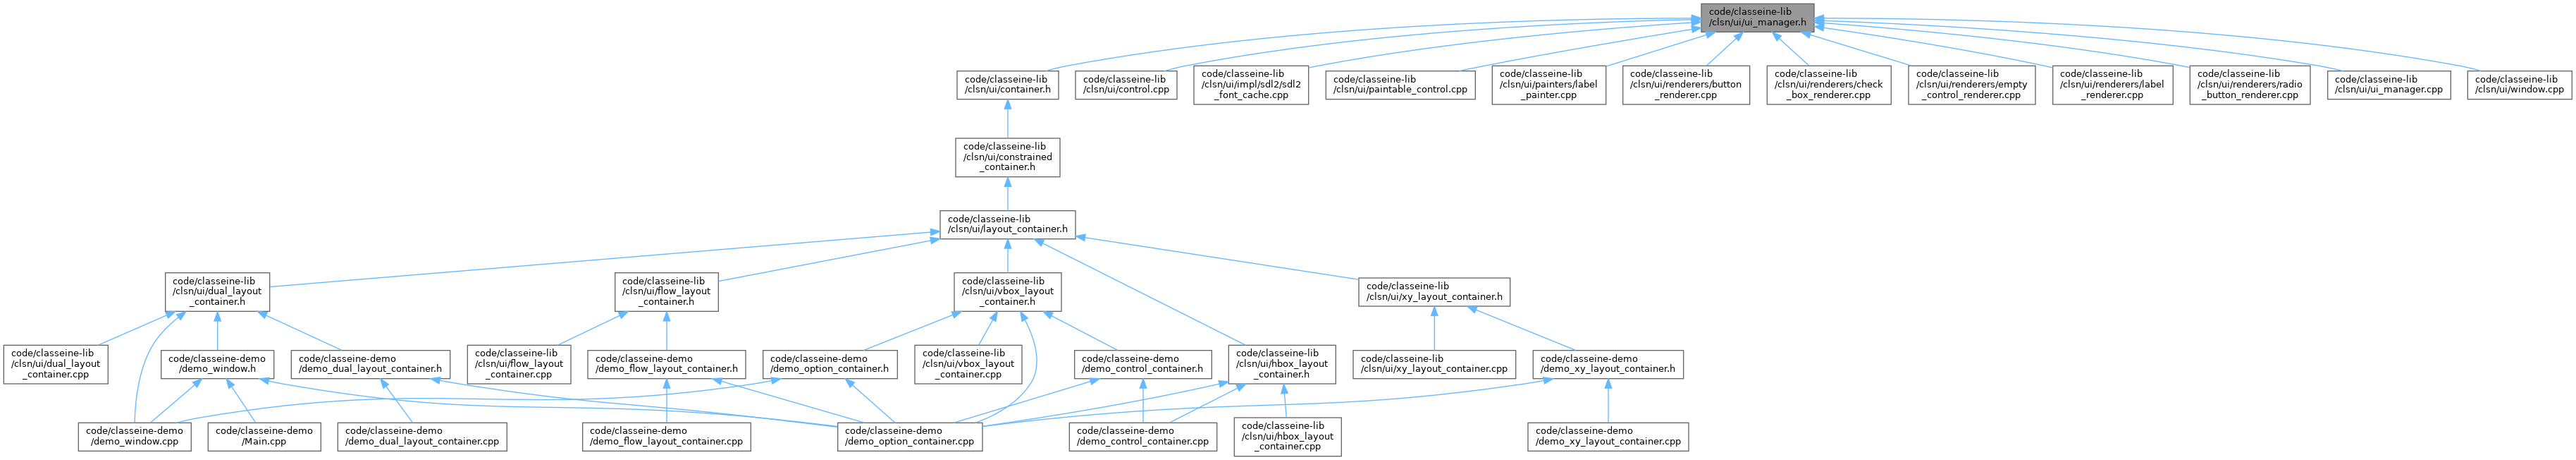 code/classeine-lib
/clsn/ui/ui_manager.h
code/classeine-lib
/clsn/ui/container.h
code/classeine-lib
/clsn/ui/control.cpp
code/classeine-lib
/clsn/ui/impl/sdl2/sdl2
_font_cache.cpp
code/classeine-lib
/clsn/ui/paintable_control.cpp
code/classeine-lib
/clsn/ui/painters/label
_painter.cpp
code/classeine-lib
/clsn/ui/renderers/button
_renderer.cpp
code/classeine-lib
/clsn/ui/renderers/check
_box_renderer.cpp
code/classeine-lib
/clsn/ui/renderers/empty
_control_renderer.cpp
code/classeine-lib
/clsn/ui/renderers/label
_renderer.cpp
code/classeine-lib
/clsn/ui/renderers/radio
_button_renderer.cpp
code/classeine-lib
/clsn/ui/ui_manager.cpp
code/classeine-lib
/clsn/ui/window.cpp
code/classeine-lib
/clsn/ui/constrained
_container.h
code/classeine-lib
/clsn/ui/layout_container.h
code/classeine-lib
/clsn/ui/dual_layout
_container.h
code/classeine-lib
/clsn/ui/flow_layout
_container.h
code/classeine-lib
/clsn/ui/vbox_layout
_container.h
code/classeine-lib
/clsn/ui/xy_layout_container.h
code/classeine-lib
/clsn/ui/dual_layout
_container.cpp
code/classeine-demo
/demo_window.h
code/classeine-demo
/demo_dual_layout_container.h
code/classeine-lib
/clsn/ui/flow_layout
_container.cpp
code/classeine-demo
/demo_flow_layout_container.h
code/classeine-demo
/demo_option_container.h
code/classeine-lib
/clsn/ui/vbox_layout
_container.cpp
code/classeine-demo
/demo_control_container.h
code/classeine-lib
/clsn/ui/hbox_layout
_container.h
code/classeine-lib
/clsn/ui/xy_layout_container.cpp
code/classeine-demo
/demo_xy_layout_container.h
code/classeine-demo
/demo_window.cpp
code/classeine-demo
/Main.cpp
code/classeine-demo
/demo_dual_layout_container.cpp
code/classeine-demo
/demo_flow_layout_container.cpp
code/classeine-demo
/demo_option_container.cpp
code/classeine-demo
/demo_control_container.cpp
code/classeine-lib
/clsn/ui/hbox_layout
_container.cpp
code/classeine-demo
/demo_xy_layout_container.cpp